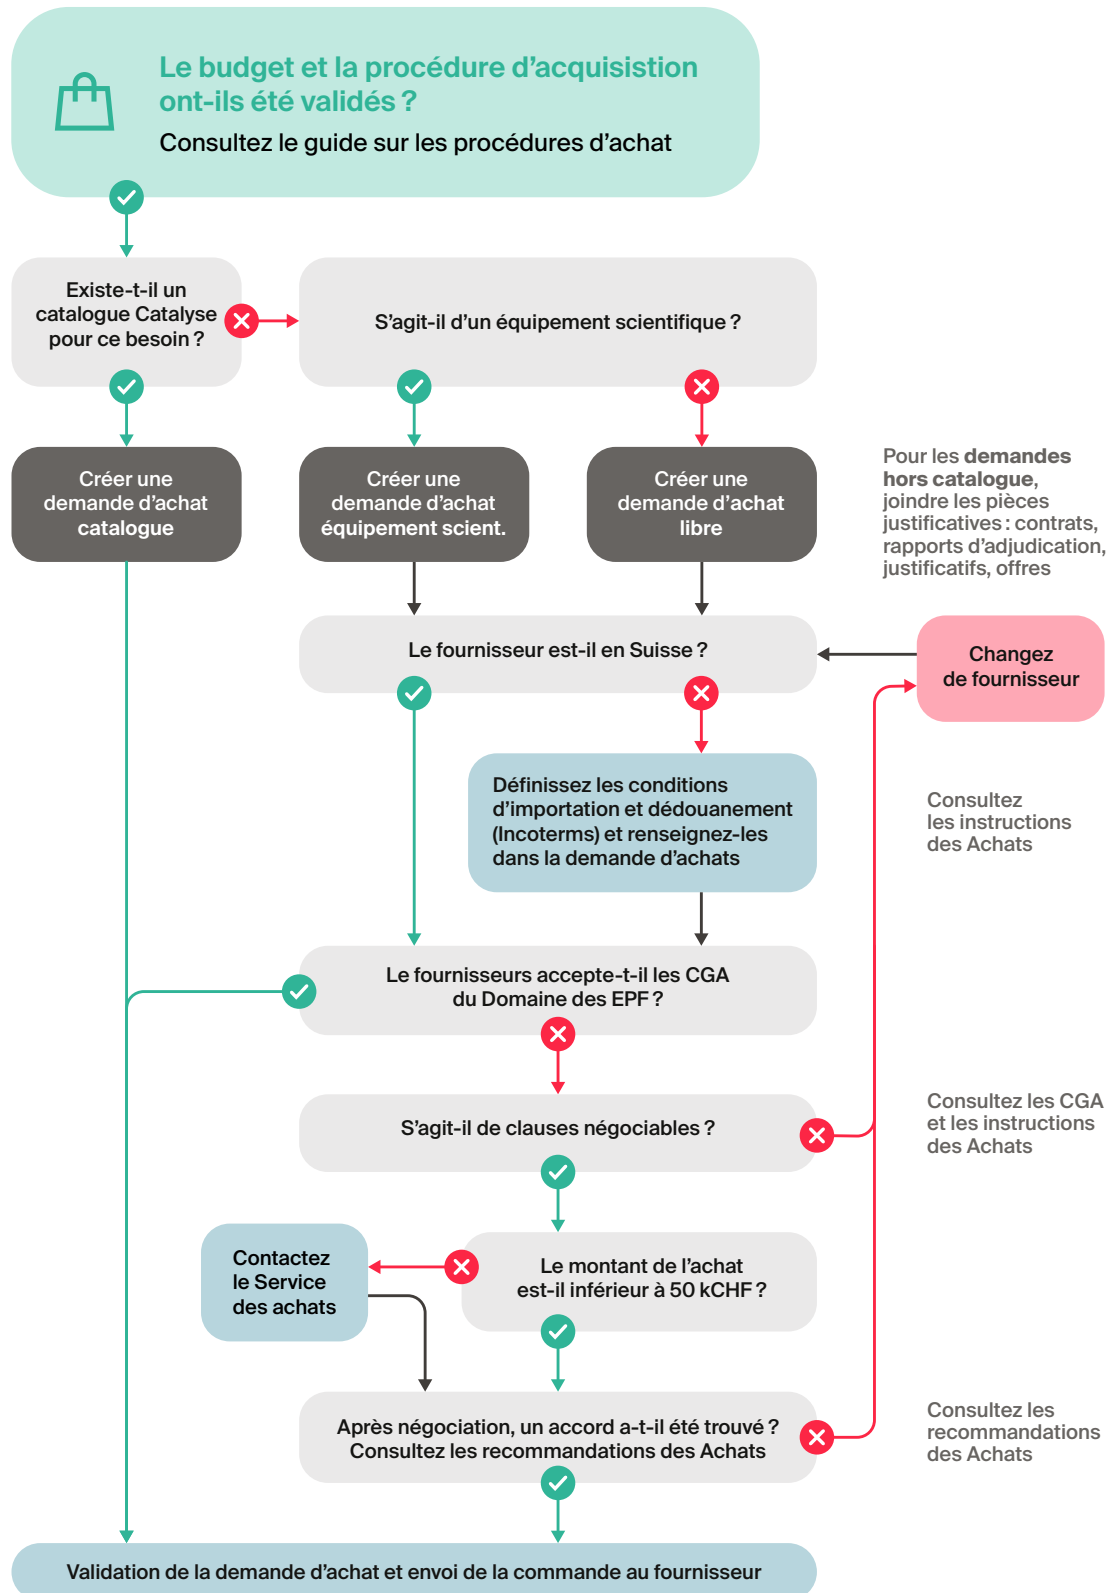 Le budget et la procédure d’acquisistion
ont-ils été validés ?
Consultez le guide sur les procédures d’achat
Existe-t-il un
catalogue Catalyse
pour ce besoin ?
S’agit-il d’un équipement scientifique ?
Créer une
demande d’achat
catalogue
Créer une
demande d’achat
équipement scient.
Créer une
demande d’achat
libre
Pour les demandes
hors catalogue,
joindre les pièces
justificatives : contrats,
rapports d’adjudication,
justificatifs, offres
Le fournisseur est-il en Suisse ?
Changez
de fournisseur
Définissez les conditions
d’importation et dédouanement
(Incoterms) et renseignez-les
dans la demande d’achats
Consultez
les instructions
des Achats
Le fournisseurs accepte-t-il les CGA
du Domaine des EPF ?
S’agit-il de clauses négociables ?
Consultez les CGA
et les instructions
des Achats
Contactez
le Service
des achats
Le montant de l’achat
est-il inférieur à 50 kCHF ?
Après négociation, un accord a-t-il été trouvé ?
Consultez les recommandations des Achats
Consultez les
recommandations
des Achats
Validation de la demande d’achat et envoi de la commande au fournisseur